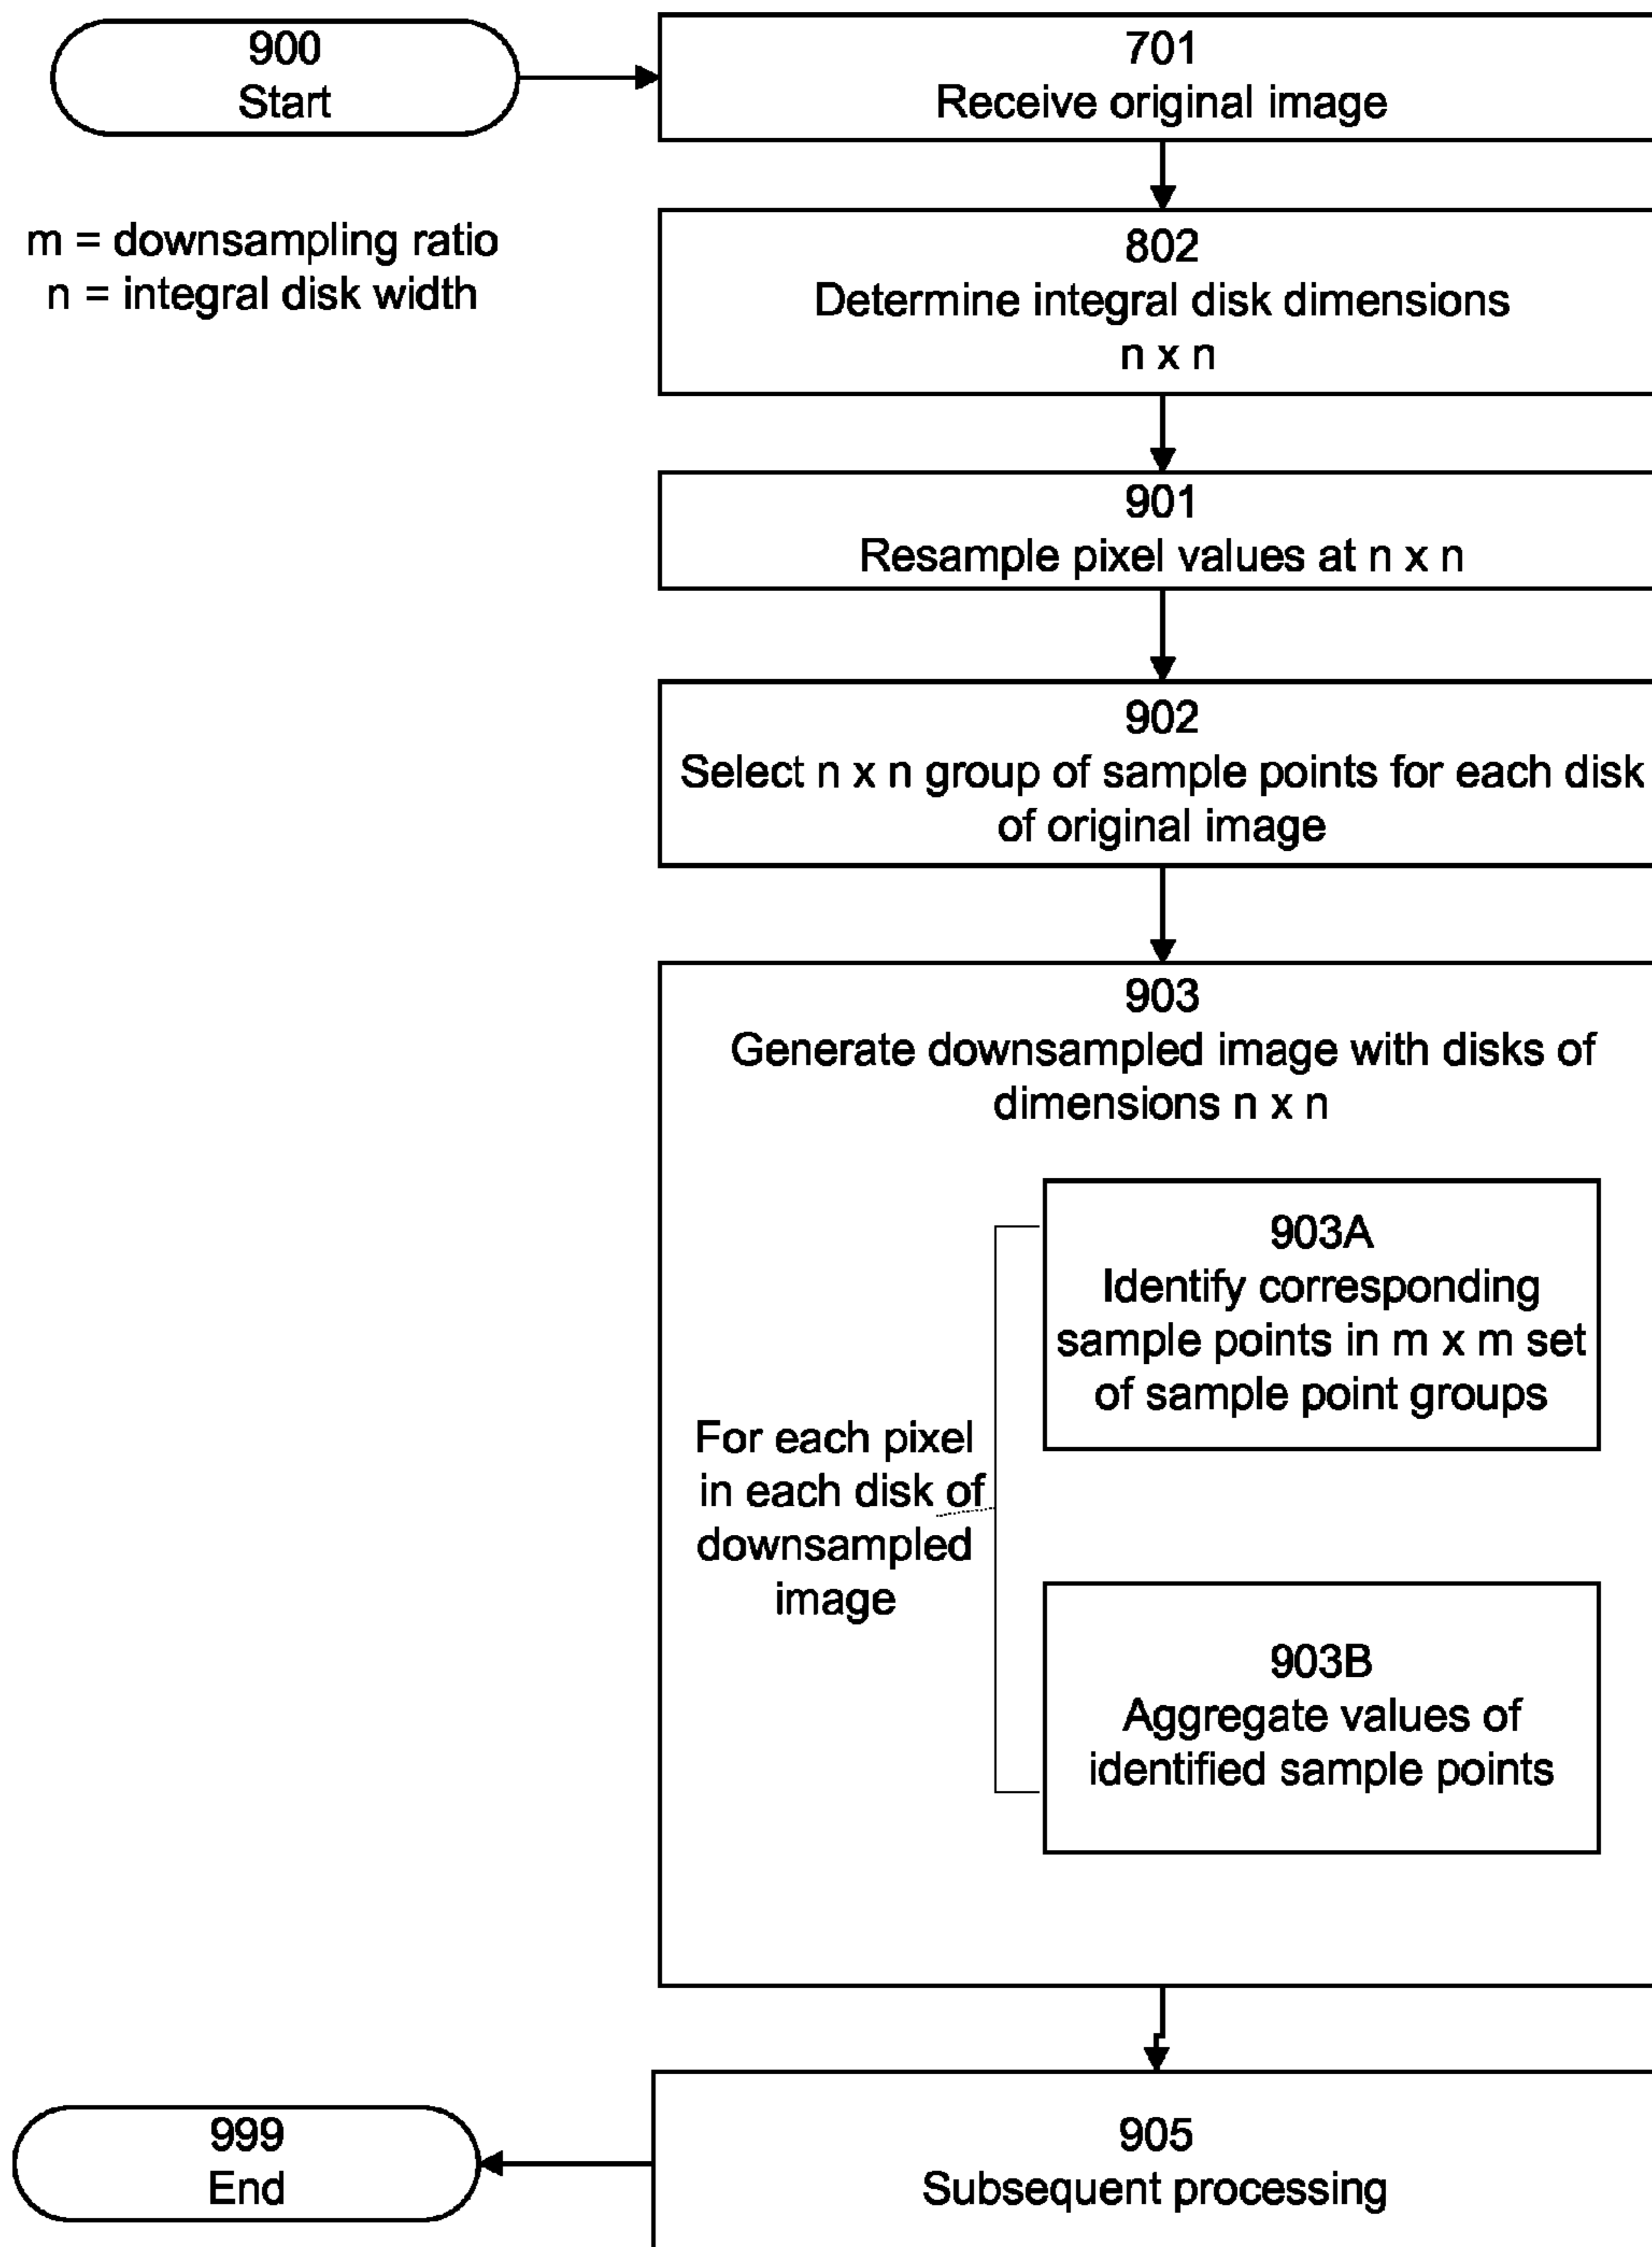 900
Start
701
Receive original image
m = downsampling ratio
n = integral disk width
802
Determine integral disk dimensions
n x n
901
Resample pixel values at n x n
902
Select n x n group of sample points for each disk
of original image
903
Generate downsampled image with disks of
dimensions n x n
903A
Identify corresponding
sample points in m x m set
of sample point groups
For each pixel
in each disk of
downsampled
image
903B
Aggregate values of
identified sample points
999
End
905
Subsequent processing